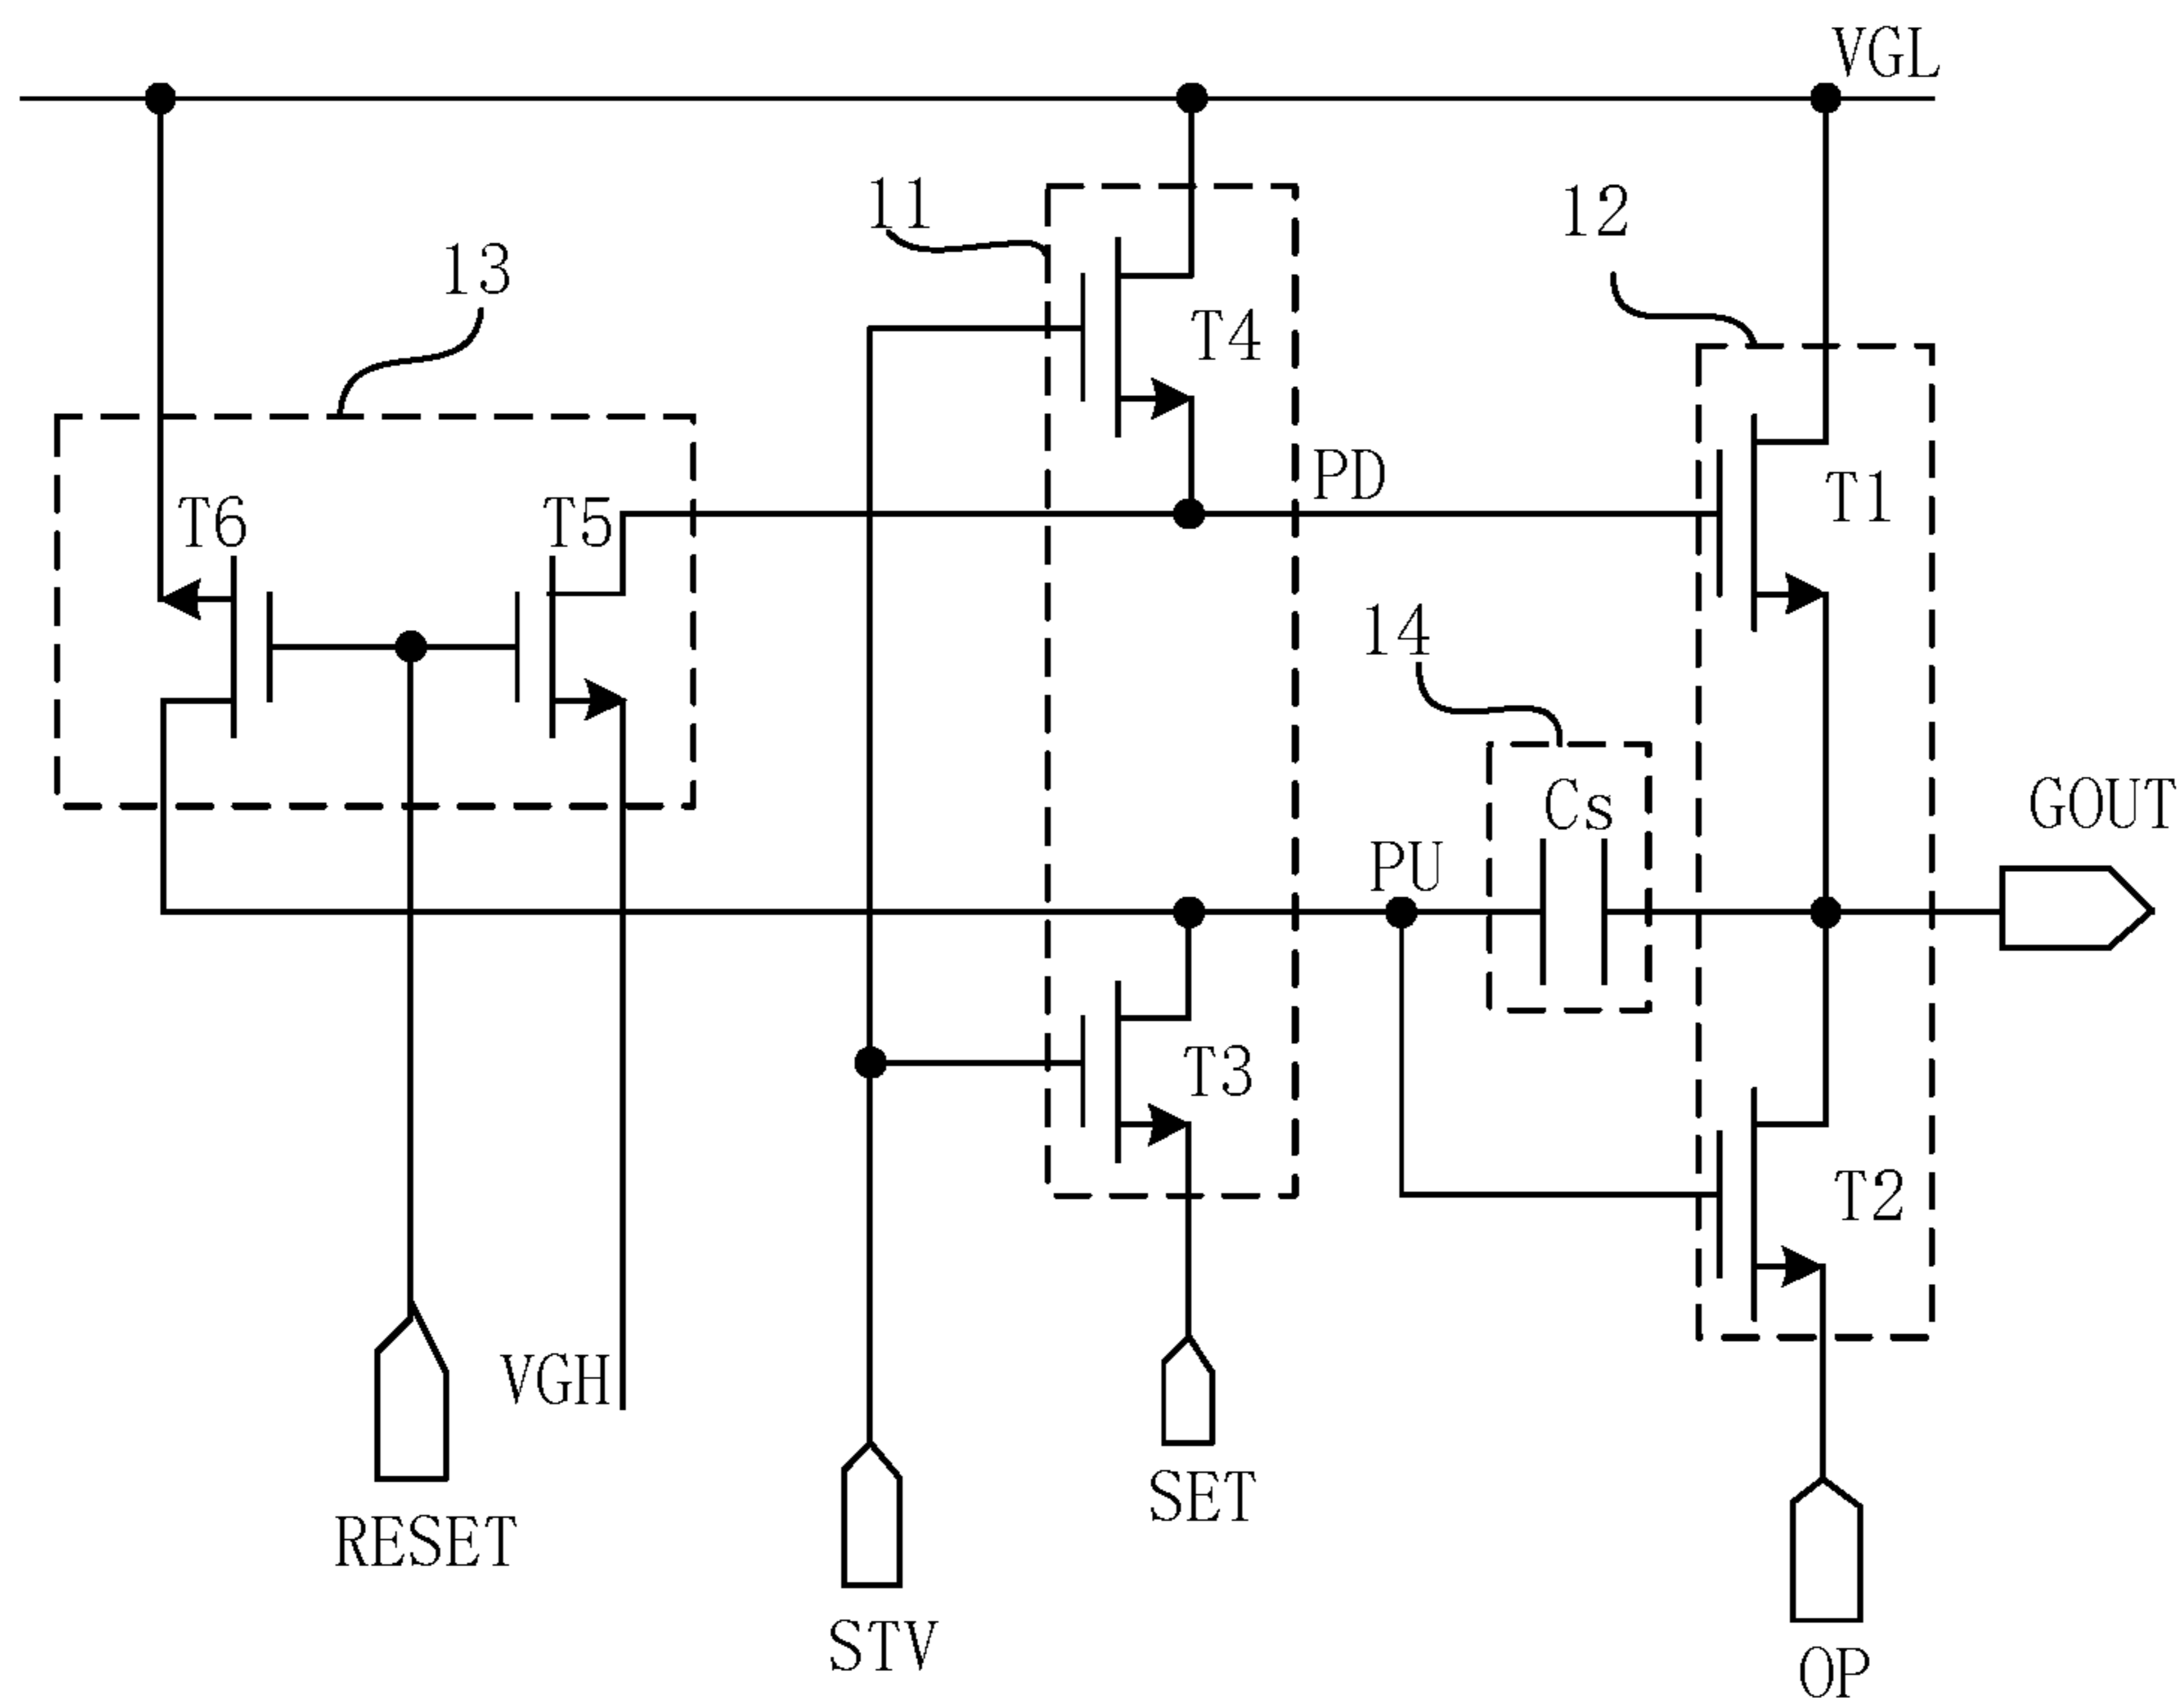 VGL
11
12
13
T4
PD
T1
T6
T5
14
Cs
GOUT
PU
T3
T2
VGH
SET
RESET
STV
OP